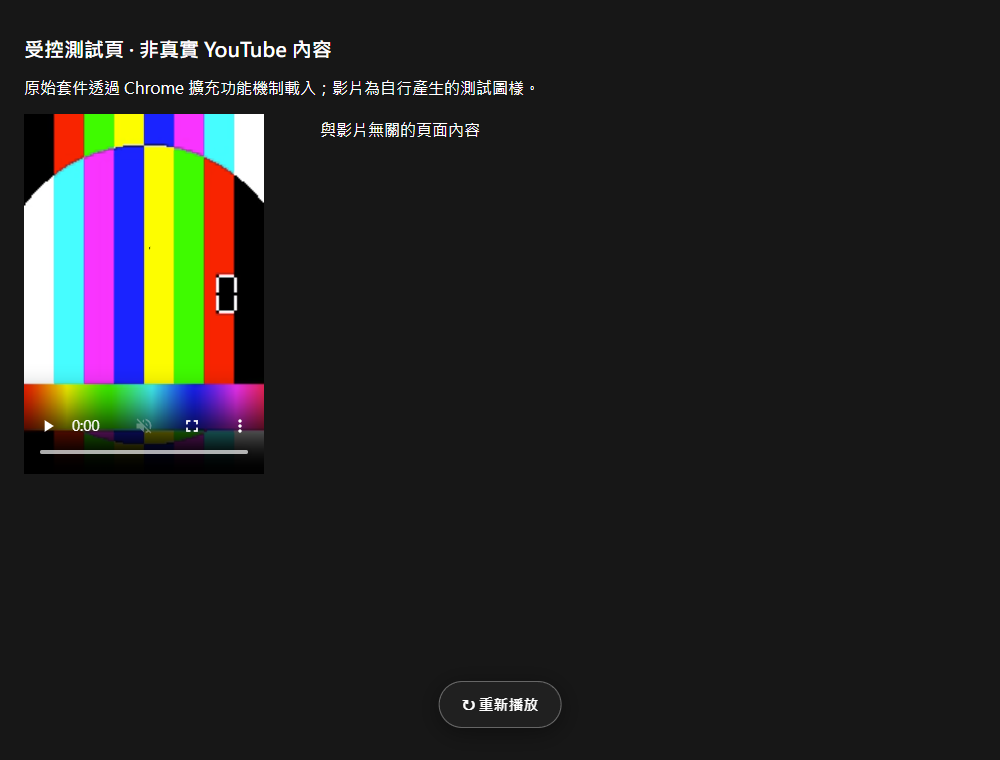 受控測試頁 · 非真實 YouTube 內容
原始套件透過 Chrome 擴充功能機制載入；影片為自行產生的測試圖樣。
與影片無關的頁面內容
0
0:00
↻ 重新播放